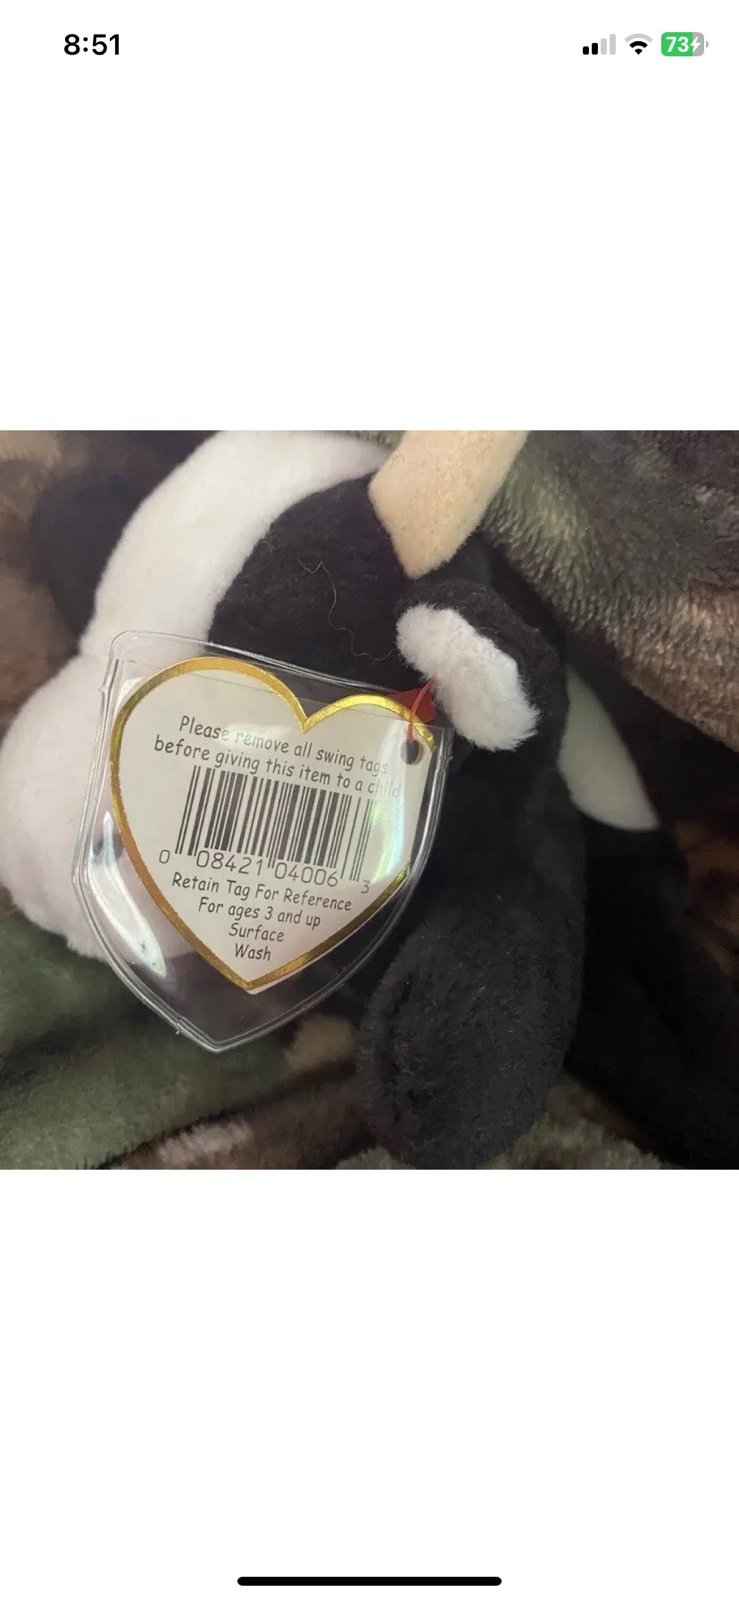 8:51
73
Please remove all swing tags
before giving this item to a child
0 08421 04006 3
Retain Tag For Reference
For ages 3 and up
Surface
Wash